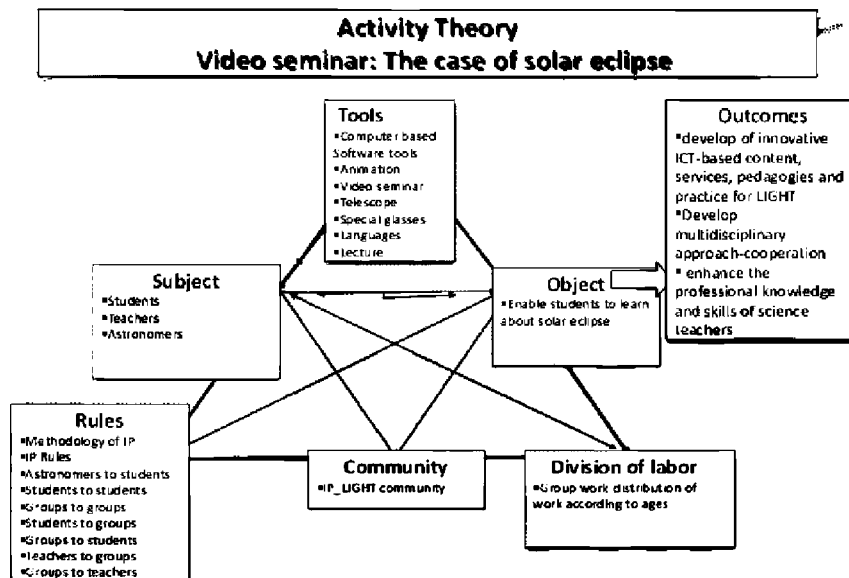 Activity Theory
Video seminar: The case of solar eclipse
Tools
▪Computer based
Software tools
▪Animation
▪Video seminar
▪Telescope
▪Special glasses
▪Languages
▪Lecture
Outcomes
▪develop of innovative
ICT-based content,
services, pedagogies and
practice for LIGHT
▪Develop
multidisciplinary
approach-cooperation
▪ enhance the
professional knowledge
and skills of science
teachers
Subject
▪Students
▪Teachers
▪Astronomers
Object
▪Enable students to learn
about solar eclipse
Rules
▪Methodology of IP
▪IP Rules
▪Astronomers to students
▪Students to students
▪Groups to groups
▪Students to groups
▪Groups to students
▪Teachers to groups
▪Groups to teachers
Community
▪IP_LIGHT community
Division of labor
▪Group work distribution of
work according to ages